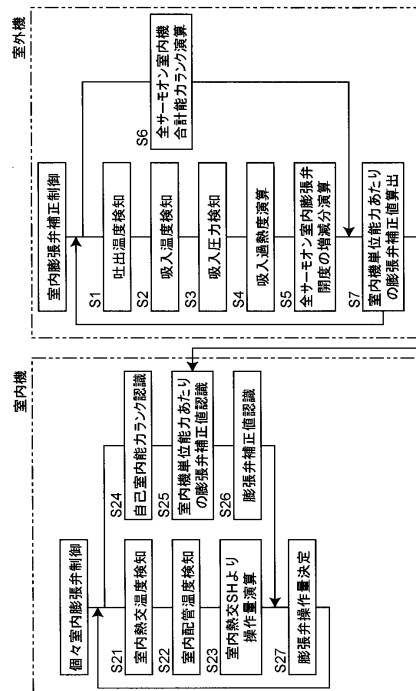 室外機
室内膨張弁補正制御
S1
吐出温度検知
S2
吸入温度検知
S3
吸入圧力検知
S4
吸入過熱度演算
S5
全サーモオン室内膨張弁
開度の増減分演算
S6
全サーモオン室内機
合計能力ランク演算
S7
室内機単位能力あたり
の膨張弁補正値算出
室内機
個々室内膨張弁制御
S21
室内熱交温度検知
S22
室内配管温度検知
S23
室内熱交SHより
操作量演算
S24
自己室内能力ランク認識
S25
室内機単位能力あたり
の膨張弁補正値認識
S26
膨張弁補正値認識
S27
膨張弁操作量決定